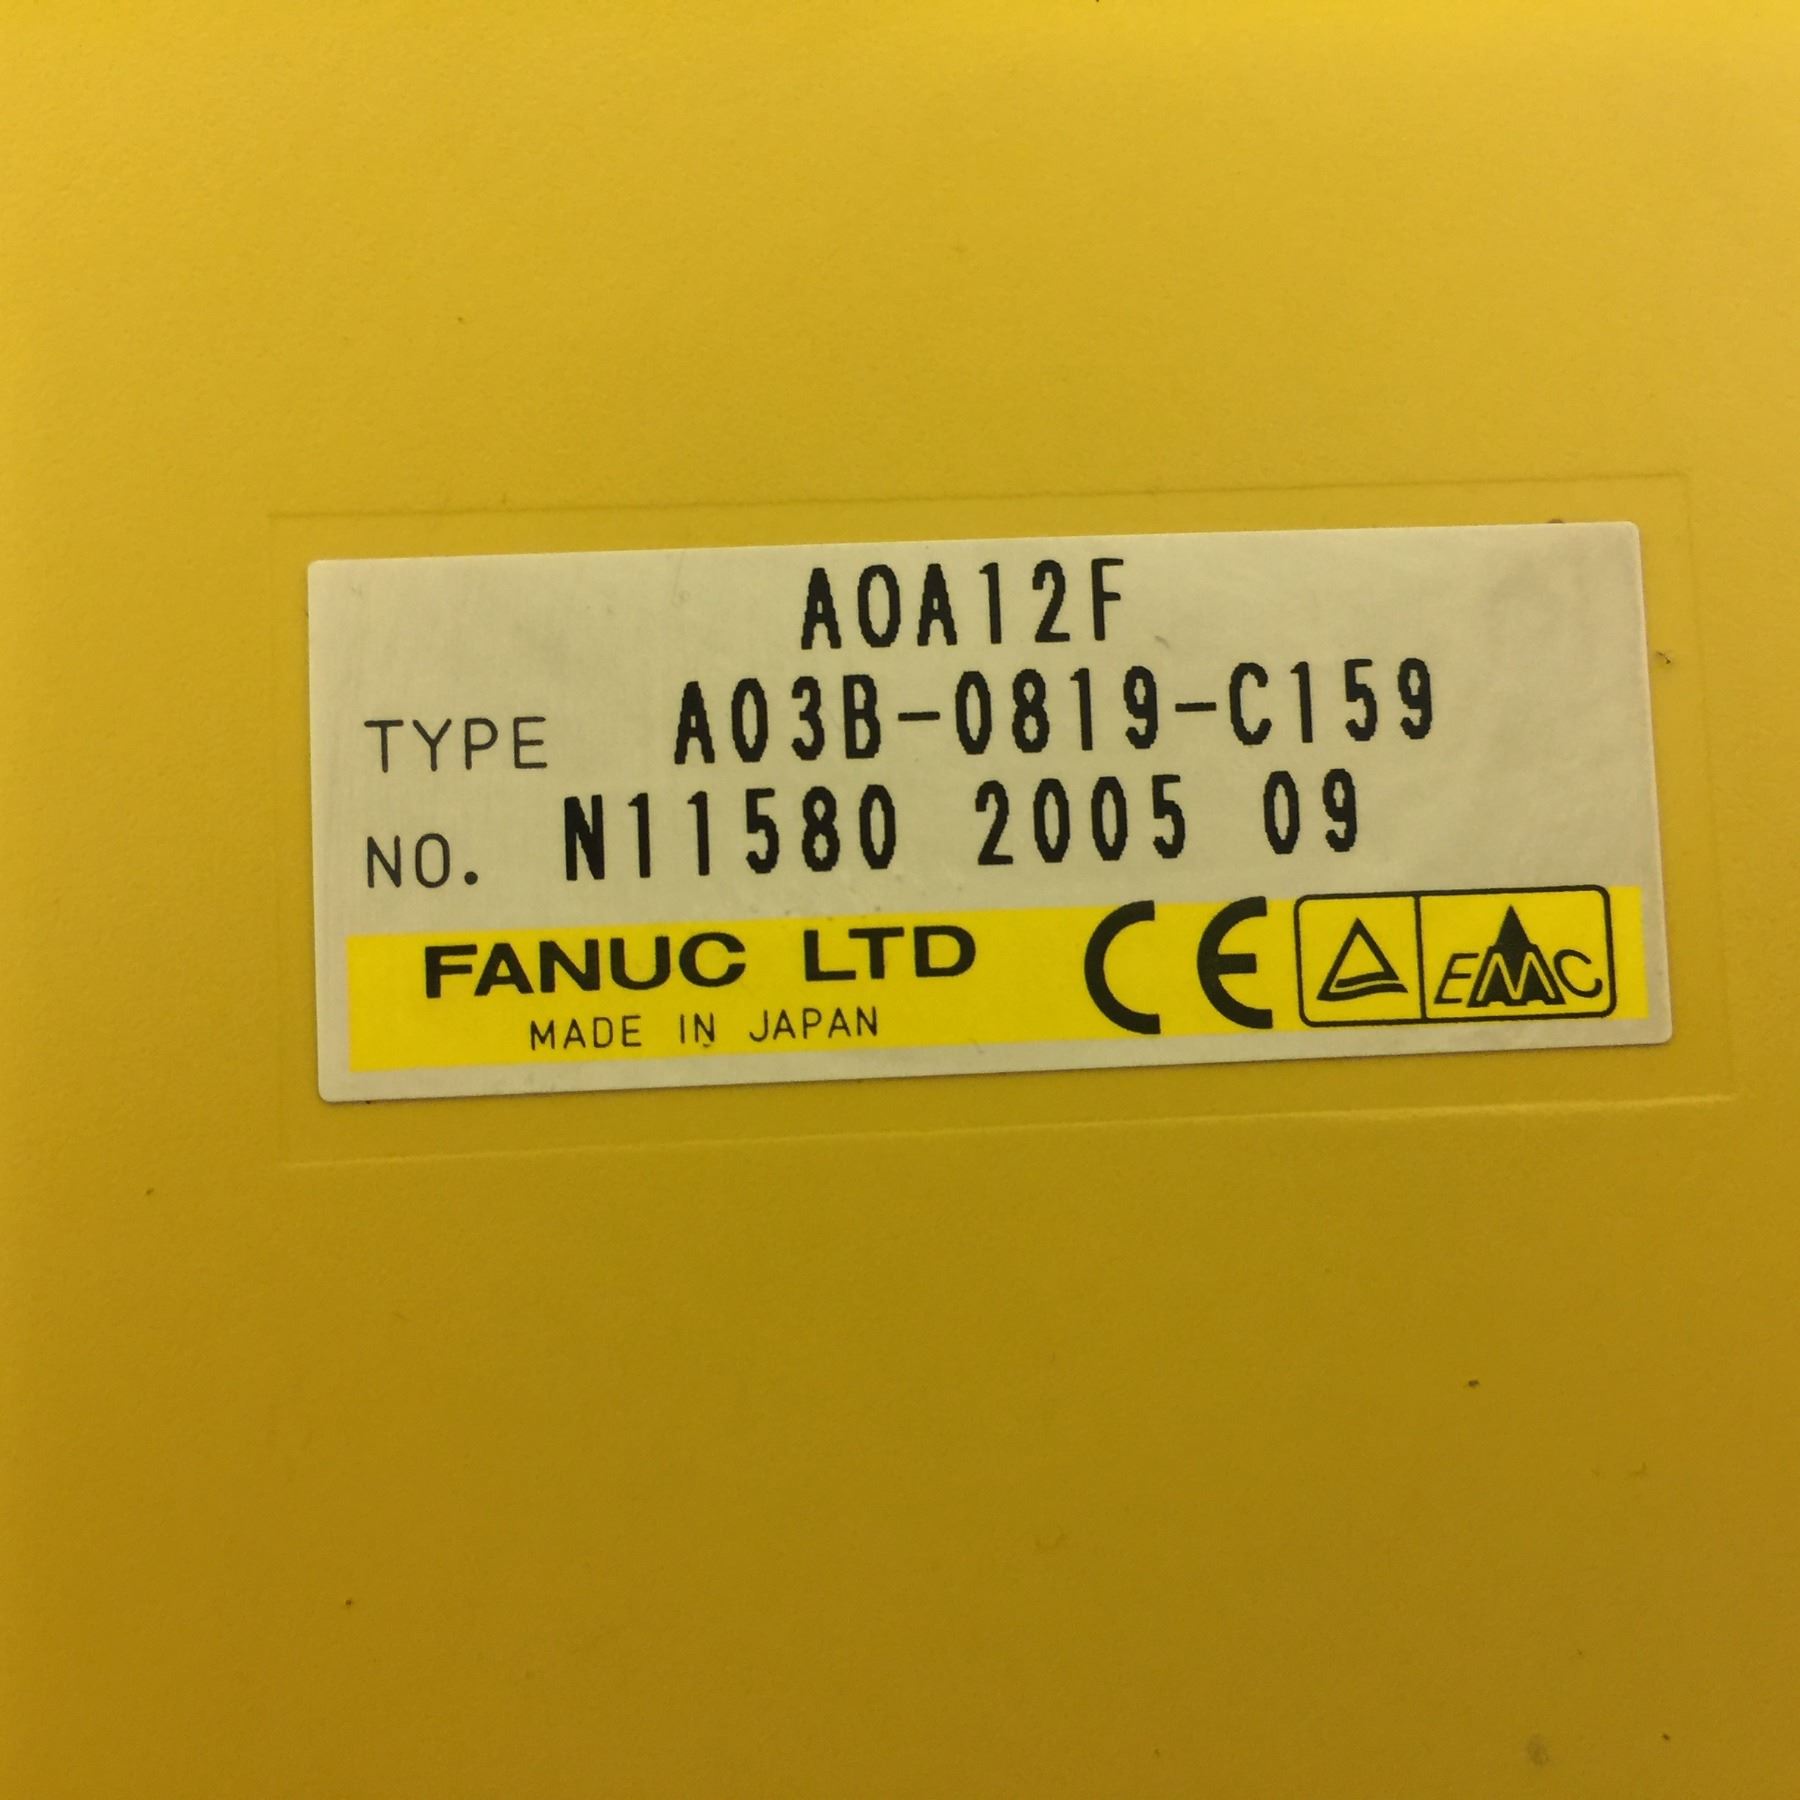 AOA12F
TYPE A03B-0819-C159
NO. N11580 2005 09
FANUC LTD CE EMC
MADE IN JAPAN